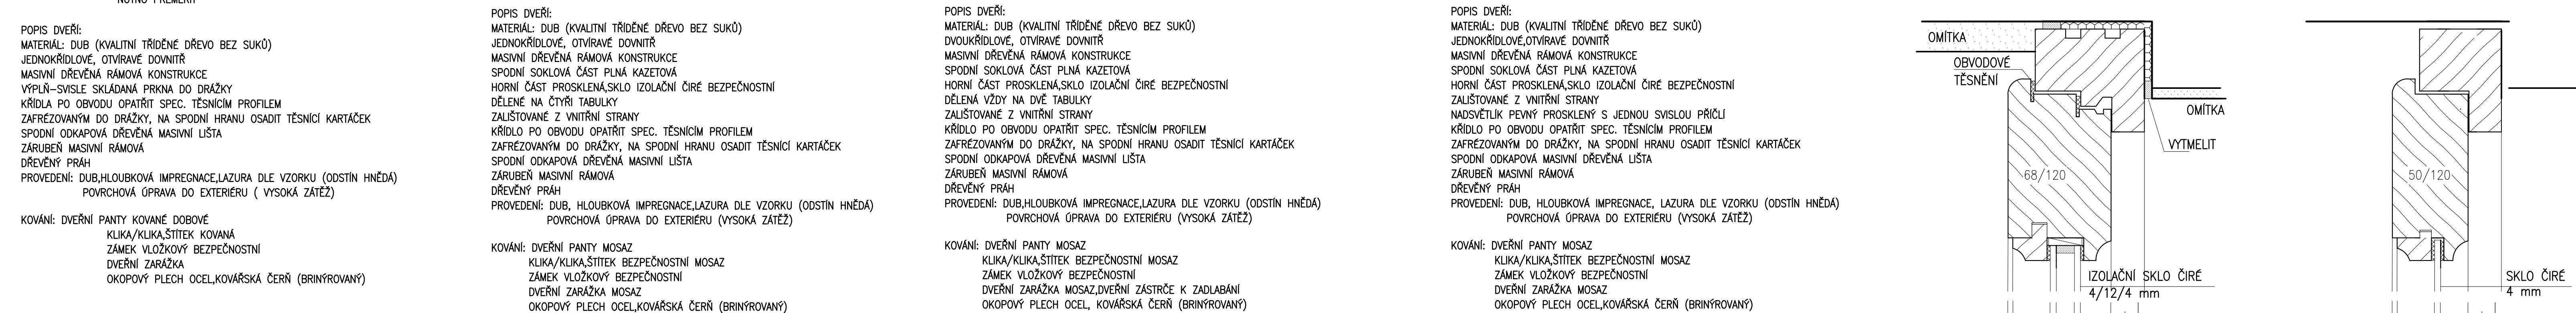 NUTNO PŘEMĚŘIT
POPIS DVEŘÍ:
MATERIÁL: DUB (KVALITNÍ TŘÍDĚNÉ DŘEVO BEZ SUKŮ)
JEDNOKŘÍDLOVÉ, OTVÍRAVÉ DOVNITŘ
MASIVNÍ DŘEVĚNÁ RÁMOVÁ KONSTRUKCE
VÝPLŇ-SVISLE SKLÁDANÁ PRKNA DO DRÁŽKY
KŘÍDLA PO OBVODU OPATŘIT SPEC. TĚSNÍCÍM PROFILEM
ZAFRÉZOVANÝM DO DRÁŽKY, NA SPODNÍ HRANU OSADIT TĚSNÍCÍ KARTÁČEK
SPODNÍ ODKAPOVÁ DŘEVĚNÁ MASIVNÍ LIŠTA
ZÁRUBEŇ MASIVNÍ RÁMOVÁ
DŘEVĚNÝ PRÁH
PROVEDENÍ: DUB,HLOUBKOVÁ IMPREGNACE,LAZURA DLE VZORKU (ODSTÍN HNĚDÁ)
POVRCHOVÁ ÚPRAVA DO EXTERIÉRU ( VYSOKÁ ZÁTĚŽ)
KOVÁNÍ: DVEŘNÍ PANTY KOVANÉ DOBOVÉ
KLIKA/KLIKA,ŠTÍTEK KOVANÁ
ZÁMEK VLOŽKOVÝ BEZPEČNOSTNÍ
DVEŘNÍ ZARÁŽKA
OKOPOVÝ PLECH OCEL,KOVÁŘSKÁ ČERŇ (BRINÝROVANÝ)
POPIS DVEŘÍ:
MATERIÁL: DUB (KVALITNÍ TŘÍDĚNÉ DŘEVO BEZ SUKŮ)
JEDNOKŘÍDLOVÉ, OTVÍRAVÉ DOVNITŘ
MASIVNÍ DŘEVĚNÁ RÁMOVÁ KONSTRUKCE
SPODNÍ SOKLOVÁ ČÁST PLNÁ KAZETOVÁ
HORNÍ ČÁST PROSKLENÁ,SKLO IZOLAČNÍ ČIRÉ BEZPEČNOSTNÍ
DĚLENÉ NA ČTYŘI TABULKY
ZALIŠTOVANÉ Z VNITŘNÍ STRANY
KŘÍDLO PO OBVODU OPATŘIT SPEC. TĚSNÍCÍM PROFILEM
ZAFRÉZOVANÝM DO DRÁŽKY, NA SPODNÍ HRANU OSADIT TĚSNÍCÍ KARTÁČEK
SPODNÍ ODKAPOVÁ DŘEVĚNÁ MASIVNÍ LIŠTA
ZÁRUBEŇ MASIVNÍ RÁMOVÁ
DŘEVĚNÝ PRÁH
PROVEDENÍ: DUB, HLOUBKOVÁ IMPREGNACE,LAZURA DLE VZORKU (ODSTÍN HNĚDÁ)
POVRCHOVÁ ÚPRAVA DO EXTERIÉRU (VYSOKÁ ZÁTĚŽ)
KOVÁNÍ: DVEŘNÍ PANTY MOSAZ
KLIKA/KLIKA,ŠTÍTEK BEZPEČNOSTNÍ MOSAZ
ZÁMEK VLOŽKOVÝ BEZPEČNOSTNÍ
DVEŘNÍ ZARÁŽKA MOSAZ
OKOPOVÝ PLECH OCEL,KOVÁŘSKÁ ČERŇ (BRINÝROVANÝ)
POPIS DVEŘÍ:
MATERIÁL: DUB (KVALITNÍ TŘÍDĚNÉ DŘEVO BEZ SUKŮ)
DVOUKŘÍDLOVÉ, OTVÍRAVÉ DOVNITŘ
MASIVNÍ DŘEVĚNÁ RÁMOVÁ KONSTRUKCE
SPODNÍ SOKLOVÁ ČÁST PLNÁ KAZETOVÁ
HORNÍ ČÁST PROSKLENÁ,SKLO IZOLAČNÍ ČIRÉ BEZPEČNOSTNÍ
DĚLENÁ VŽDY NA DVĚ TABULKY
ZALIŠTOVANÉ Z VNITŘNÍ STRANY
KŘÍDLO PO OBVODU OPATŘIT SPEC. TĚSNÍCÍM PROFILEM
ZAFRÉZOVANÝM DO DRÁŽKY, NA SPODNÍ HRANU OSADIT TĚSNÍCÍ KARTÁČEK
SPODNÍ ODKAPOVÁ DŘEVĚNÁ MASIVNÍ LIŠTA
ZÁRUBEŇ MASIVNÍ RÁMOVÁ
DŘEVĚNÝ PRÁH
PROVEDENÍ: DUB,HLOUBKOVÁ IMPREGNACE,LAZURA DLE VZORKU (ODSTÍN HNĚDÁ)
POVRCHOVÁ ÚPRAVA DO EXTERIÉRU (VYSOKÁ ZÁTĚŽ)
KOVÁNÍ: DVEŘNÍ PANTY MOSAZ
KLIKA/KLIKA,ŠTÍTEK BEZPEČNOSTNÍ MOSAZ
ZÁMEK VLOŽKOVÝ BEZPEČNOSTNÍ
DVEŘNÍ ZARÁŽKA MOSAZ,DVEŘNÍ ZÁSTRČE K ZADLABÁNÍ
OKOPOVÝ PLECH OCEL, KOVÁŘSKÁ ČERŇ (BRINÝROVANÝ)
POPIS DVEŘÍ:
MATERIÁL: DUB (KVALITNÍ TŘÍDĚNÉ DŘEVO BEZ SUKŮ)
JEDNOKŘÍDLOVÉ,OTVÍRAVÉ DOVNITŘ
MASIVNÍ DŘEVĚNÁ RÁMOVÁ KONSTRUKCE
SPODNÍ SOKLOVÁ ČÁST PLNÁ KAZETOVÁ
HORNÍ ČÁST PROSKLENÁ,SKLO IZOLAČNÍ ČIRÉ BEZPEČNOSTNÍ
ZALIŠTOVANÉ Z VNITŘNÍ STRANY
NADSVĚTLÍK PEVNÝ PROSKLENÝ S JEDNOU SVISLOU PŘÍČLÍ
KŘÍDLO PO OBVODU OPATŘIT SPEC. TĚSNÍCÍM PROFILEM
ZAFRÉZOVANÝM DO DRÁŽKY, NA SPODNÍ HRANU OSADIT TĚSNÍCÍ KARTÁČEK
SPODNÍ ODKAPOVÁ MASIVNÍ DŘEVĚNÁ LIŠTA
ZÁRUBEŇ MASIVNÍ RÁMOVÁ
DŘEVĚNÝ PRÁH
PROVEDENÍ: DUB, HLOUBKOVÁ IMPREGNACE, LAZURA DLE VZORKU (ODSTÍN HNĚDÁ)
POVRCHOVÁ ÚPRAVA DO EXTERIÉRU (VYSOKÁ ZÁTĚŽ)
KOVÁNÍ: DVEŘNÍ PANTY MOSAZ
KLIKA/KLIKA,ŠTÍTEK BEZPEČNOSTNÍ MOSAZ
ZÁMEK VLOŽKOVÝ BEZPEČNOSTNÍ
DVEŘNÍ ZARÁŽKA MOSAZ
OKOPOVÝ PLECH OCEL,KOVÁŘSKÁ ČERŇ (BRINÝROVANÝ)
OMÍTKA
OBVODOVÉ
TĚSNĚNÍ
OMÍTKA
VYTMELIT
68/120
IZOLAČNÍ SKLO ČIRÉ
4/12/4 mm
50/120
SKLO ČIRÉ
4 mm